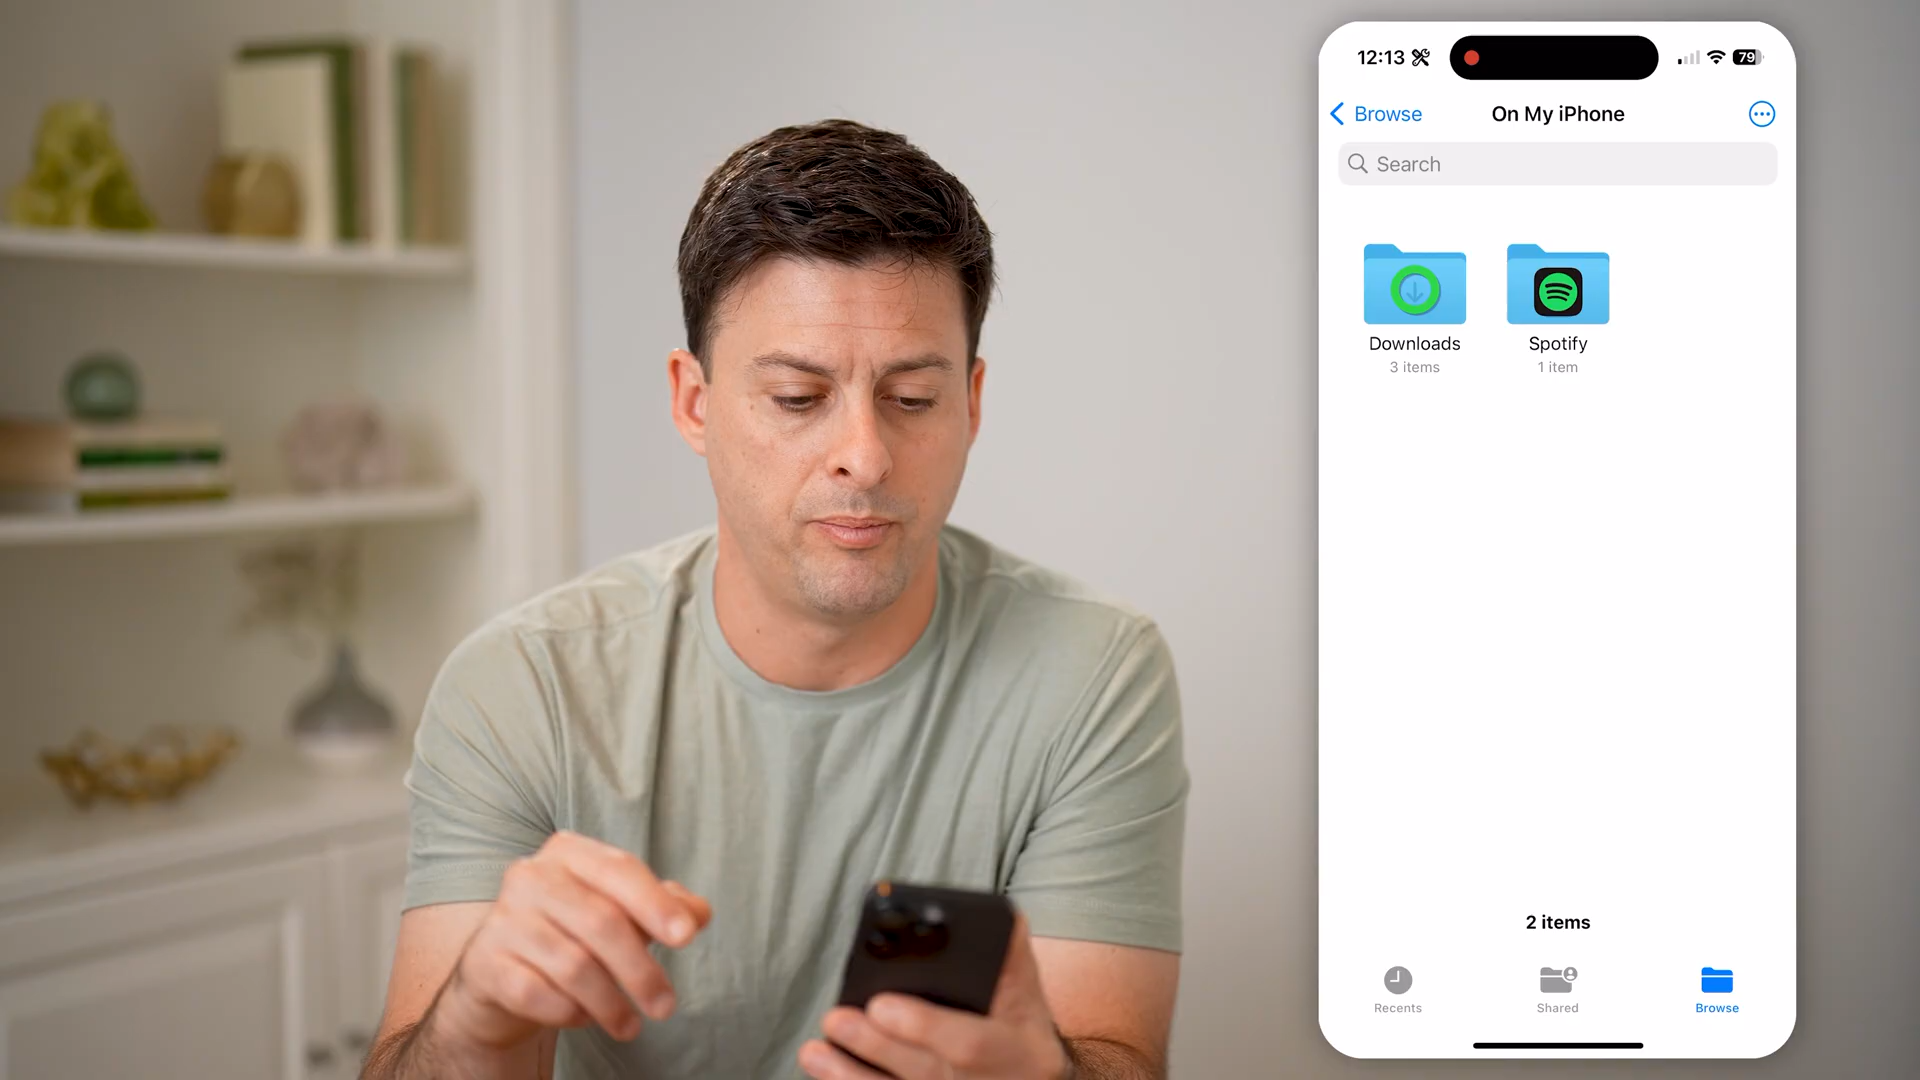 12:13
79
Browse
On My iPhone
Search
Downloads
3 items
Spotify
1 item
2 items
Recents
Shared
Browse